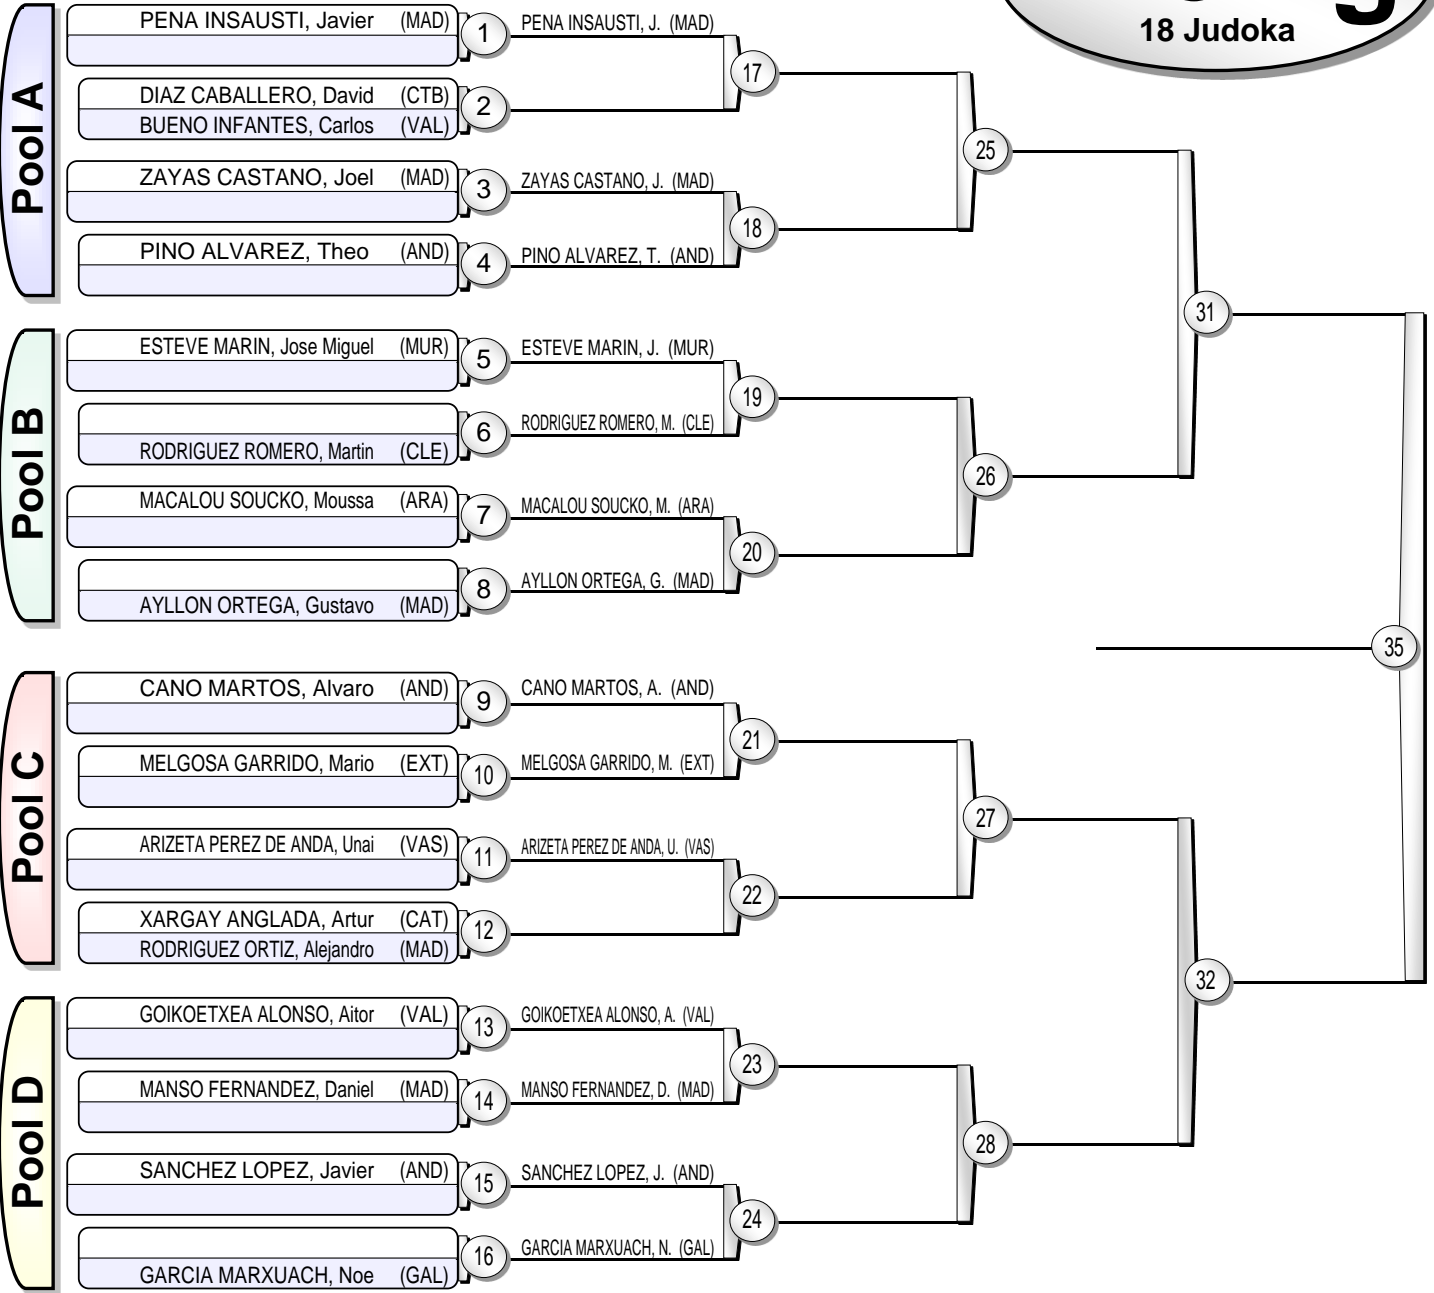 18 Judoka
Pool A
PENA INSAUSTI, Javier (MAD)
1
PENA INSAUSTI, J. (MAD)
17
DIAZ CABALLERO, David (CTB)
BUENO INFANTES, Carlos (VAL)
2
25
ZAYAS CASTANO, Joel (MAD)
3
ZAYAS CASTANO, J. (MAD)
18
PINO ALVAREZ, Theo (AND)
4
PINO ALVAREZ, T. (AND)
31
Pool B
ESTEVE MARIN, Jose Miguel (MUR)
5
ESTEVE MARIN, J. (MUR)
19
RODRIGUEZ ROMERO, Martin (CLE)
6
RODRIGUEZ ROMERO, M. (CLE)
26
MACALOU SOUCKO, Moussa (ARA)
7
MACALOU SOUCKO, M. (ARA)
20
AYLLON ORTEGA, Gustavo (MAD)
8
AYLLON ORTEGA, G. (MAD)
35
Pool C
CANO MARTOS, Alvaro (AND)
9
CANO MARTOS, A. (AND)
21
MELGOSA GARRIDO, Mario (EXT)
10
MELGOSA GARRIDO, M. (EXT)
27
ARIZETA PEREZ DE ANDA, Unai (VAS)
11
ARIZETA PEREZ DE ANDA, U. (VAS)
22
XARGAY ANGLADA, Artur (CAT)
RODRIGUEZ ORTIZ, Alejandro (MAD)
12
32
Pool D
GOIKOETXEA ALONSO, Aitor (VAL)
13
GOIKOETXEA ALONSO, A. (VAL)
23
MANSO FERNANDEZ, Daniel (MAD)
14
MANSO FERNANDEZ, D. (MAD)
28
SANCHEZ LOPEZ, Javier (AND)
15
SANCHEZ LOPEZ, J. (AND)
24
GARCIA MARXUACH, Noe (GAL)
16
GARCIA MARXUACH, N. (GAL)